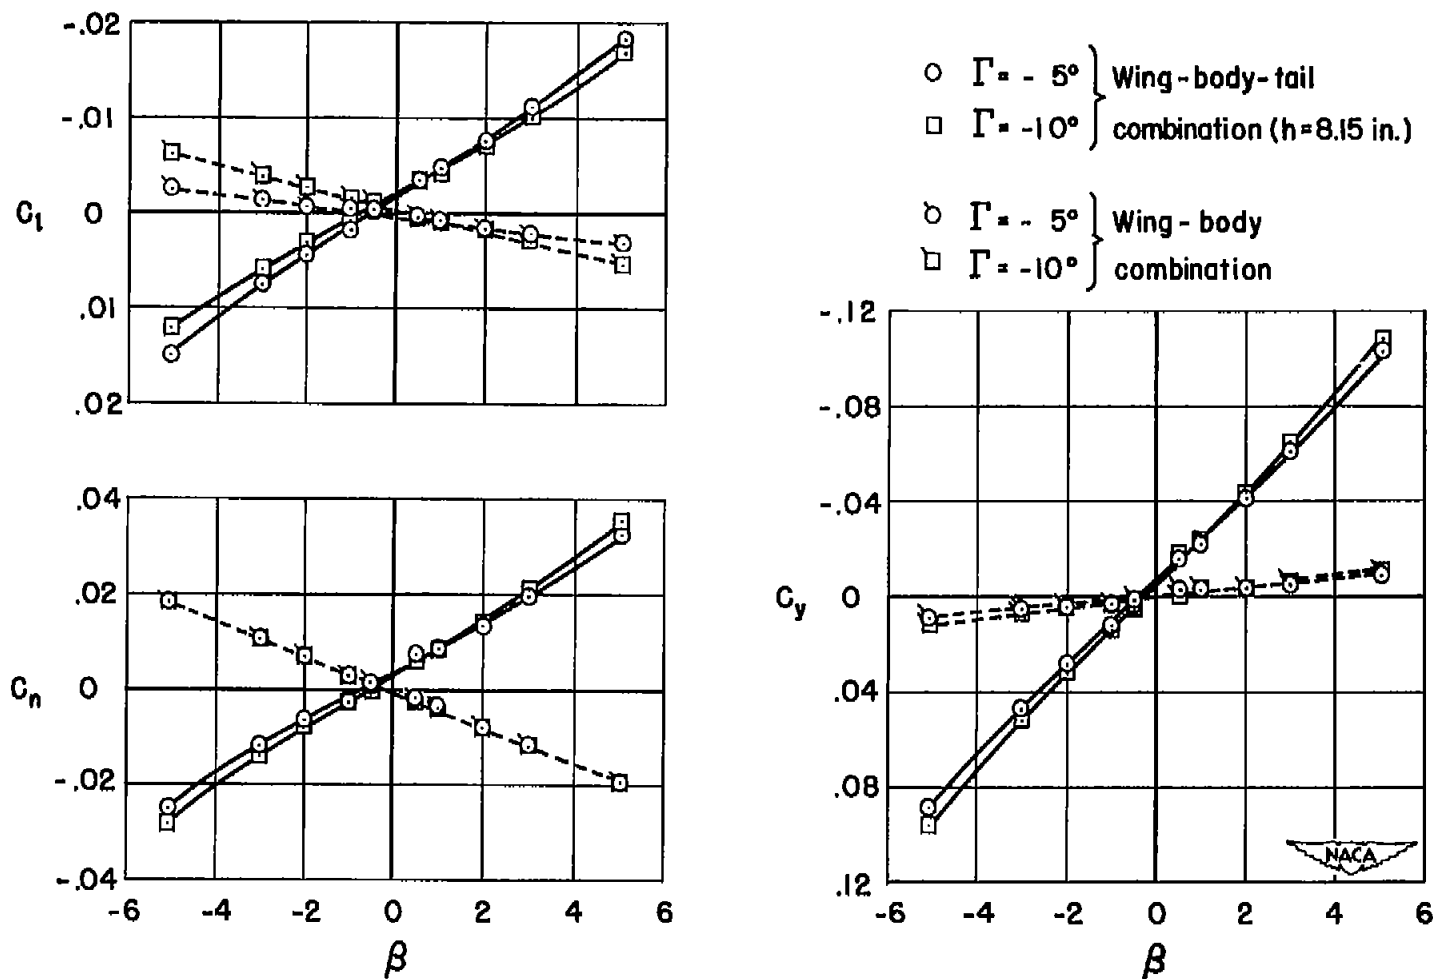 -.02
-.01
C_l 0
.01
.02
○ Γ = - 5° } Wing-body-tail
□ Γ = -10° } combination (h=8.15 in.)
○ Γ = - 5° } Wing-body
□ Γ = -10° } combination
.04
.02
C_n 0
-.02
-.04
-6 -4 -2 0 2 4 6
β
-.12
-.08
-.04
C_y 0
.04
.08
.12
NACA
-6 -4 -2 0 2 4 6
β